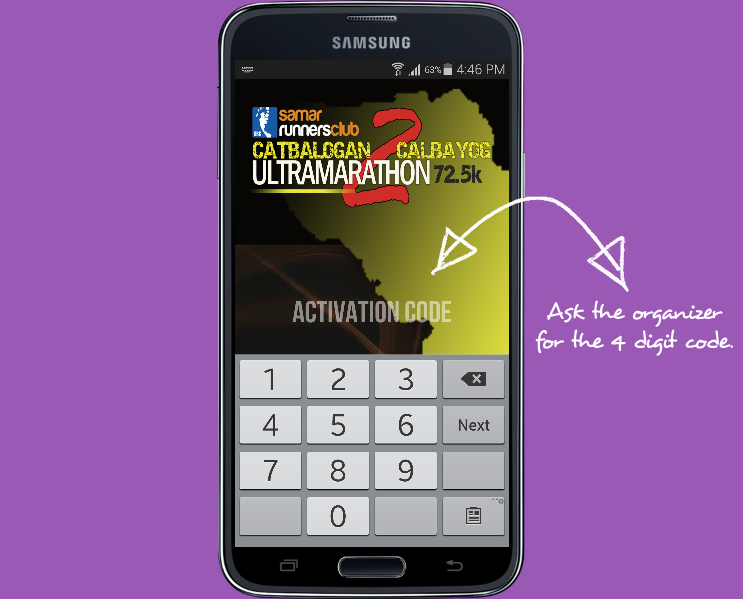 SAMSUNG
63% 4:46 PM
samar
runnersclub
CATBALOGAN 2 CALBAYOG
ULTRAMARATHON 72.5k
ACTIVATION CODE
Ask the organizer
for the 4 digit code.
1 2 3
4 5 6 Next
7 8 9
0